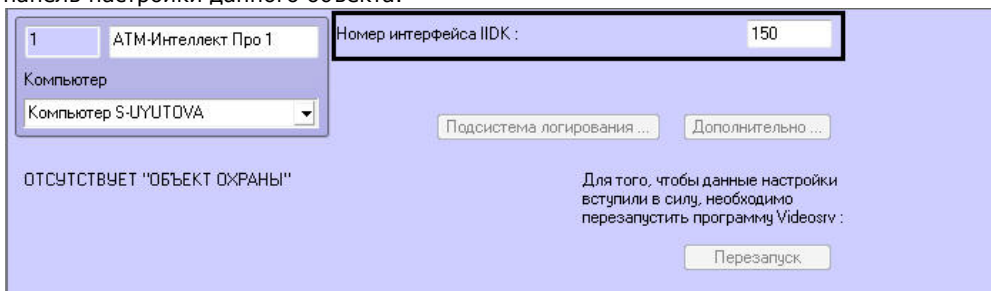 панель настройки данного объекта.
1 АТМ-Интеллект Про 1 Номер интерфейса IIDK : 150
Компьютер
Компьютер S-UYUTOVA
Подсистема логирования ... Дополнительно ...
ОТСУТСТВУЕТ "ОБЪЕКТ ОХРАНЫ"
Для того, чтобы данные настройки
вступили в силу, необходимо
перезапустить программу Videosrv :
Перезапуск